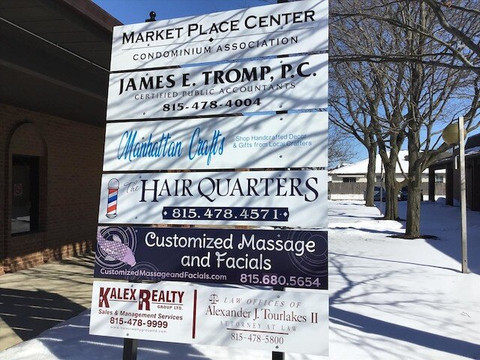 MARKET PLACE CENTER
CONDOMINIUM ASSOCIATION
JAMES E. TROMP, P.C.
CERTIFIED PUBLIC ACCOUNTANTS
815-478-4004
Manhattan Crafts
Shop Handcrafted Decor
& Gifts from Local Crafters
The
HAIR QUARTERS
815.478.4571
Customized Massage
and Facials
CustomizedMassageandFacials.com
815.680.5654
KALEX REALTY
GROUP LTD.
Sales & Management Services
815-478-9999
LAW OFFICES OF
Alexander J. Tourlakes II
ATTORNEY AT LAW
815-478-5800